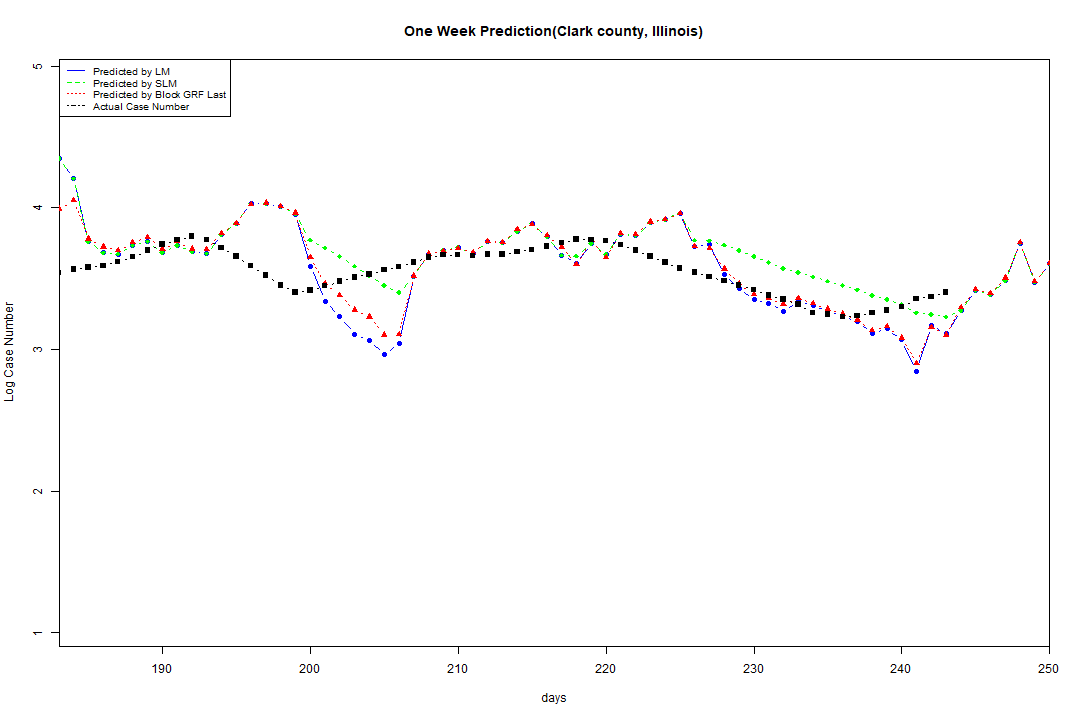 One Week Prediction(Clark county, Illinois)
Predicted by LM
Predicted by SLM
Predicted by Block GRF Last
Actual Case Number
5
4
3
2
1
Log Case Number
190 200 210 220 230 240 250
days